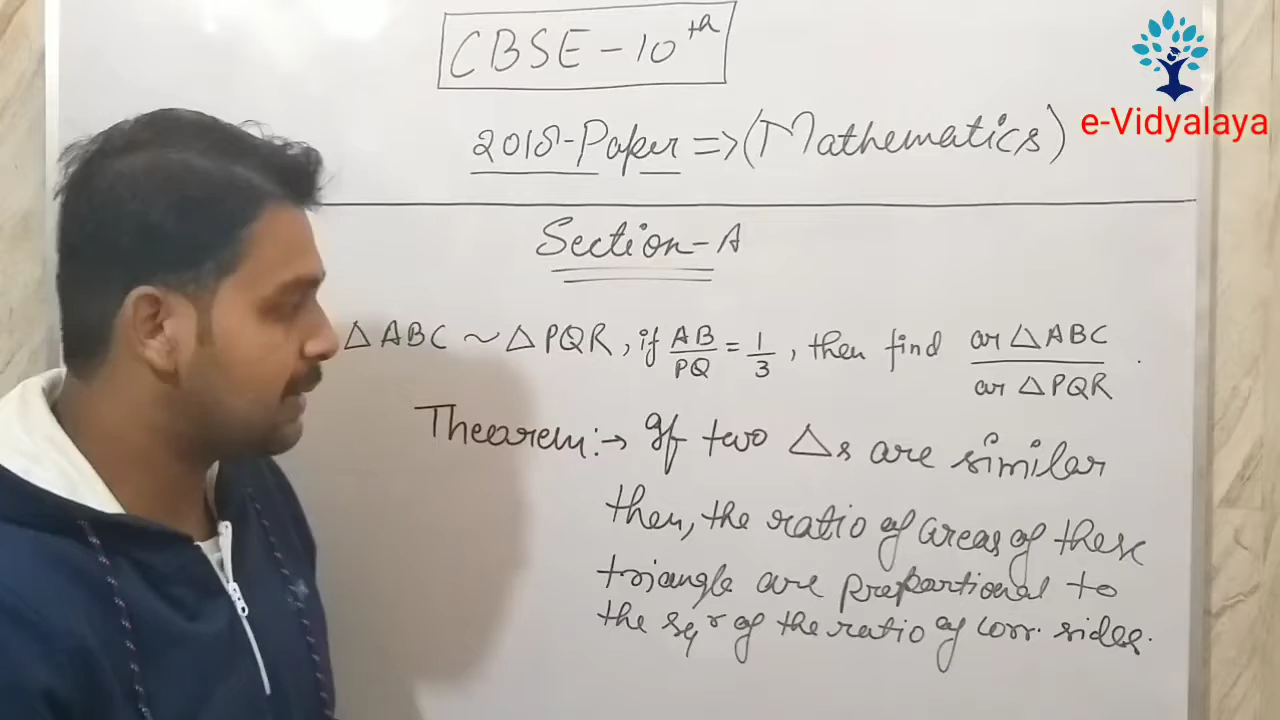 CBSE-10th
e-Vidyalaya
2018-Paper => (Mathematics)
Section-A
△ABC ~ △PQR, if AB/PQ = 1/3, then find ar △ABC / ar △PQR.
Theorem:→ If two △s are similar
then, the ratio of areas of these
triangle are propartional to
the sqr of the ratio of corr. sides.